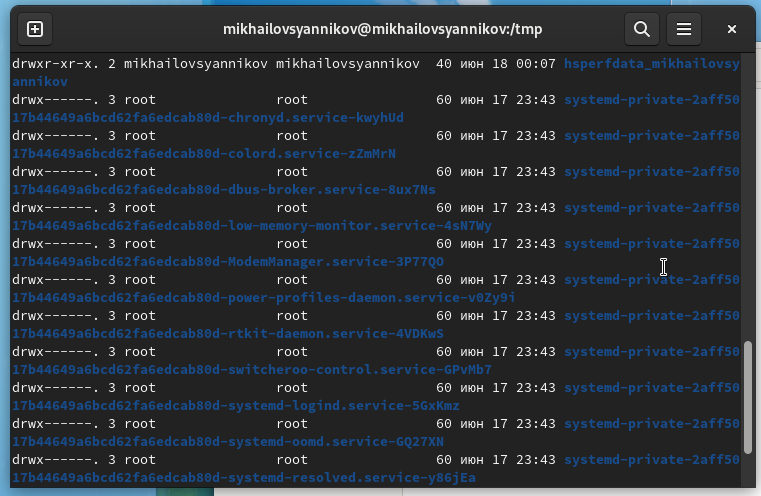 mikhailovsyannikov@mikhailovsyannikov:/tmp
drwxr-xr-x. 2 mikhailovsyannikov mikhailovsyannikov  40 июн 18 00:07 hsperfdata_mikhailovsy
annikov
drwx------. 3 root               root                60 июн 17 23:43 systemd-private-2aff50
17b44649a6bcd62fa6edcab80d-chronyd.service-kwyhUd
drwx------. 3 root               root                60 июн 17 23:43 systemd-private-2aff50
17b44649a6bcd62fa6edcab80d-colord.service-zZmMrN
drwx------. 3 root               root                60 июн 17 23:43 systemd-private-2aff50
17b44649a6bcd62fa6edcab80d-dbus-broker.service-8ux7Ns
drwx------. 3 root               root                60 июн 17 23:43 systemd-private-2aff50
17b44649a6bcd62fa6edcab80d-low-memory-monitor.service-4sN7Wy
drwx------. 3 root               root                60 июн 17 23:43 systemd-private-2aff50
17b44649a6bcd62fa6edcab80d-ModemManager.service-3P77QO
drwx------. 3 root               root                60 июн 17 23:43 systemd-private-2aff50
17b44649a6bcd62fa6edcab80d-power-profiles-daemon.service-v0Zy9i
drwx------. 3 root               root                60 июн 17 23:43 systemd-private-2aff50
17b44649a6bcd62fa6edcab80d-rtkit-daemon.service-4VDKwS
drwx------. 3 root               root                60 июн 17 23:43 systemd-private-2aff50
17b44649a6bcd62fa6edcab80d-switcheroo-control.service-GPvMb7
drwx------. 3 root               root                60 июн 17 23:43 systemd-private-2aff50
17b44649a6bcd62fa6edcab80d-systemd-logind.service-5GxKmz
drwx------. 3 root               root                60 июн 17 23:43 systemd-private-2aff50
17b44649a6bcd62fa6edcab80d-systemd-oomd.service-GQ27XN
drwx------. 3 root               root                60 июн 17 23:43 systemd-private-2aff50
17b44649a6bcd62fa6edcab80d-systemd-resolved.service-y86jEa